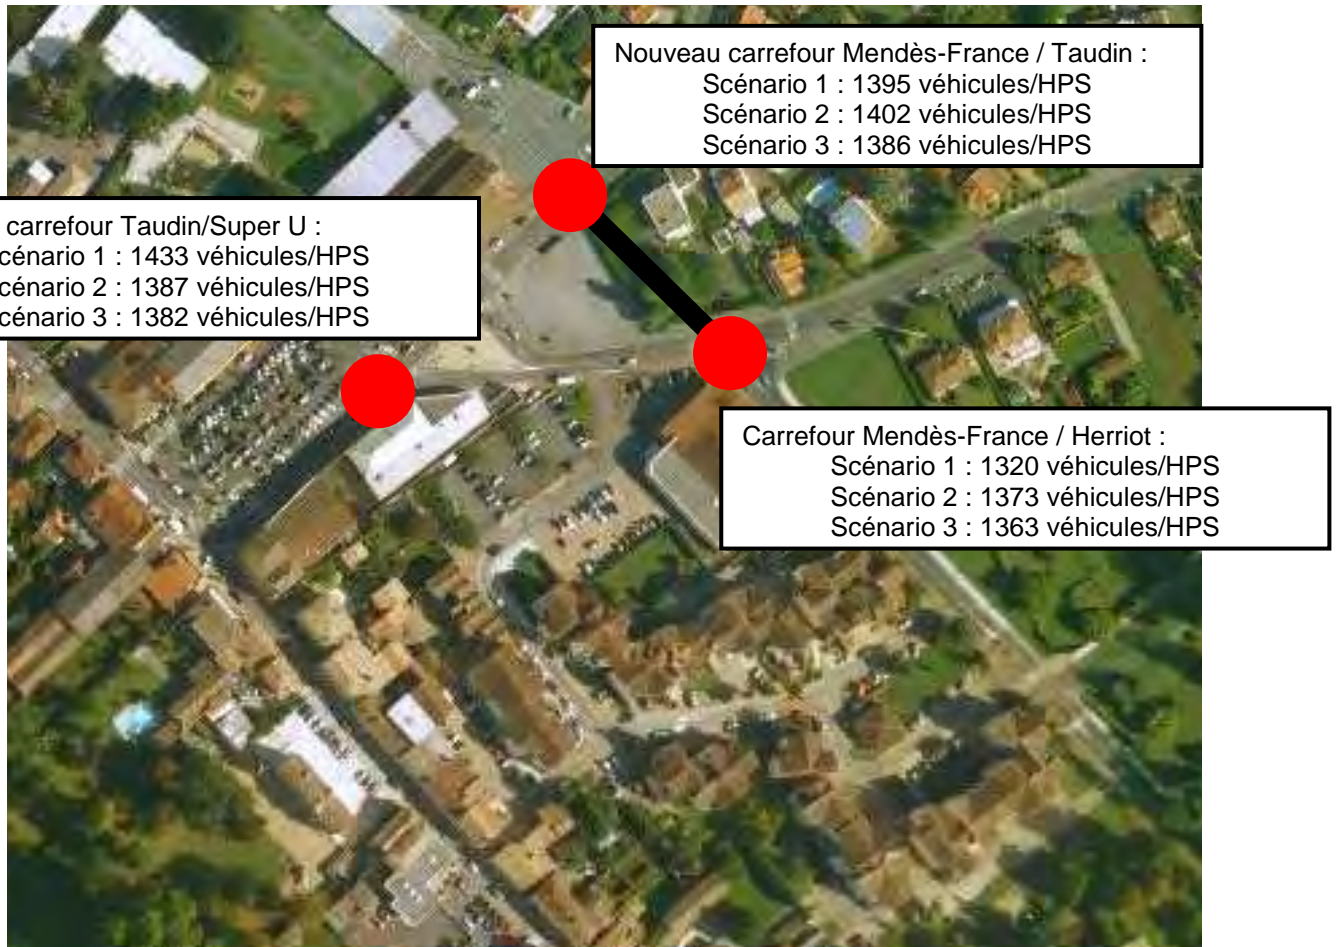 Nouveau carrefour Mendès-France / Taudin :
Scénario 1 : 1395 véhicules/HPS
Scénario 2 : 1402 véhicules/HPS
Scénario 3 : 1386 véhicules/HPS
carrefour Taudin/Super U :
cénario 1 : 1433 véhicules/HPS
cénario 2 : 1387 véhicules/HPS
cénario 3 : 1382 véhicules/HPS
Carrefour Mendès-France / Herriot :
Scénario 1 : 1320 véhicules/HPS
Scénario 2 : 1373 véhicules/HPS
Scénario 3 : 1363 véhicules/HPS